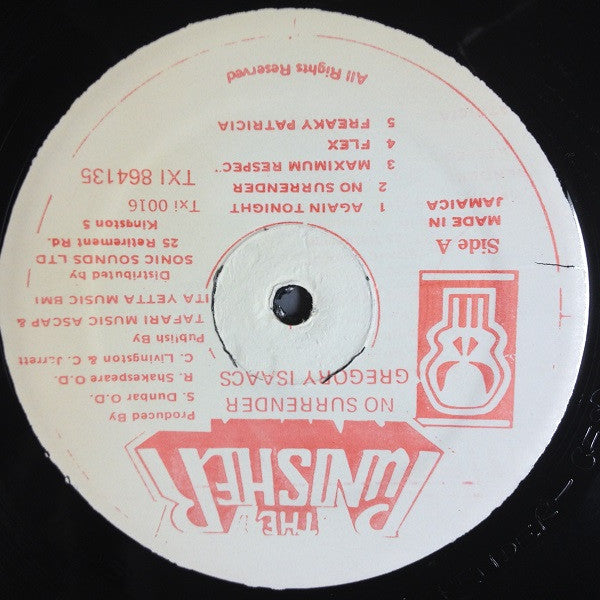 THE
PUNISHER
NO SURRENDER
GREGORY ISAACS
Side A
MADE IN
JAMAICA
Produced By
S. Dunbar O.D.
R. Shakespeare O.D.
C. Livingston & C. Jarrett
Publish By
TAFARI MUSIC ASCAP &
ITA YETTA MUSIC BMI
Distributed by
SONIC SOUNDS LTD
25 Retirement Rd.
Kingston 5
Txi 0016
TXI 864135
1 AGAIN TONIGHT
2 NO SURRENDER
3 MAXIMUM RESPEC
4 FLEX
5 FREAKY PATRICIA
All Rights Reserved